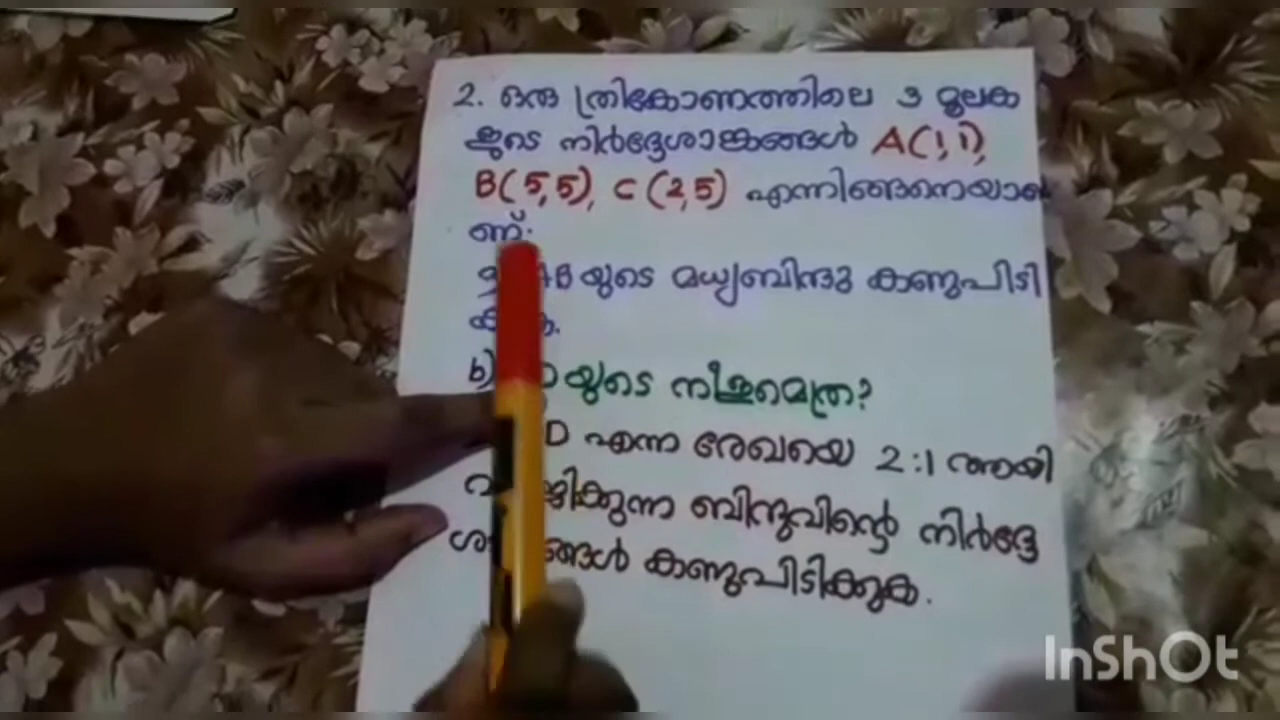 2. ഒരു ത്രികോണത്തിലെ 3 മൂലക
ളുടെ നിർദ്ദേശാങ്കങ്ങൾ A(1,1),
B(5,5), C(2,5) എന്നിങ്ങനെയാ
ണ്.
യുടെ മധ്യബിന്ദു കണുപിടി
b) യുടെ നീളമെത്ര?
D എന്ന രേഖയെ 2:1 ആയി
ബിന്ദുവിന്റെ നിർദ്ദേ
കണുപിടിക്കുക.
InShOt